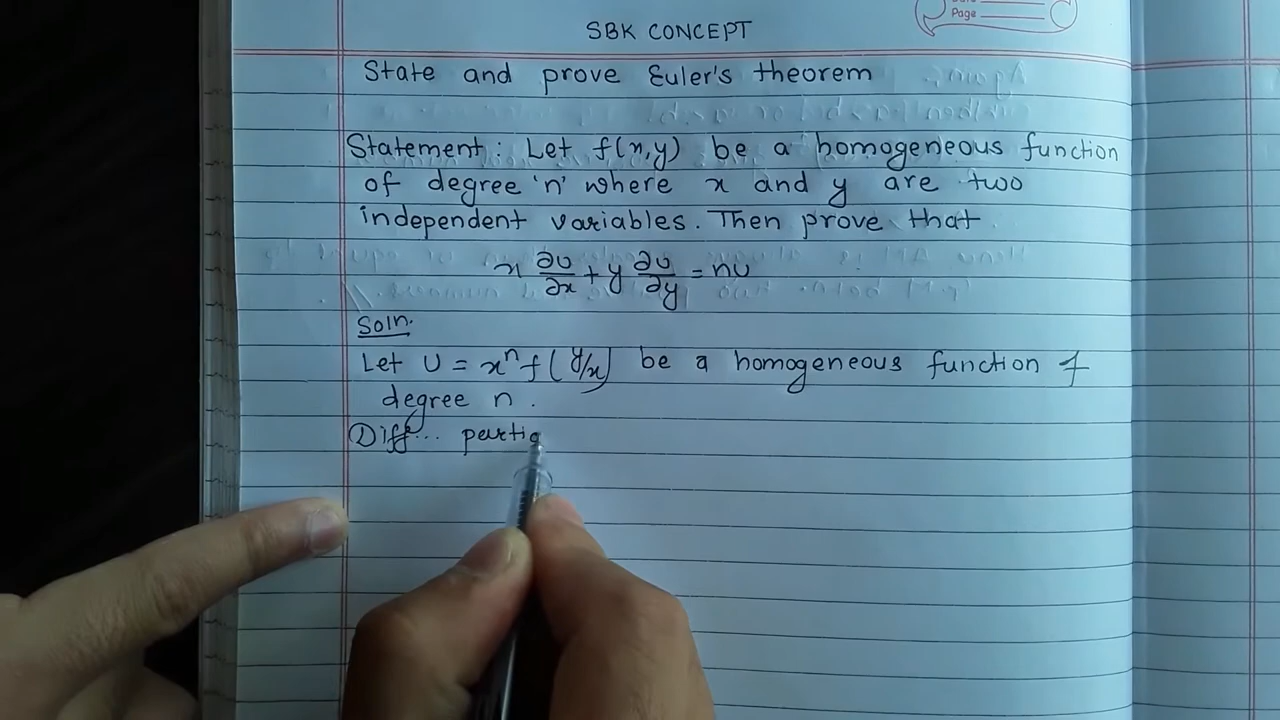 SBK CONCEPT
Page
State and prove Euler's theorem
Statement: Let f(x,y) be a homogeneous function
of degree 'n' where x and y are two
independent variables. Then prove that
x ∂u/∂x + y ∂u/∂y = nu
Soln.
Let U = xⁿf(y/x) be a homogeneous function of
degree n.
Diff... partia